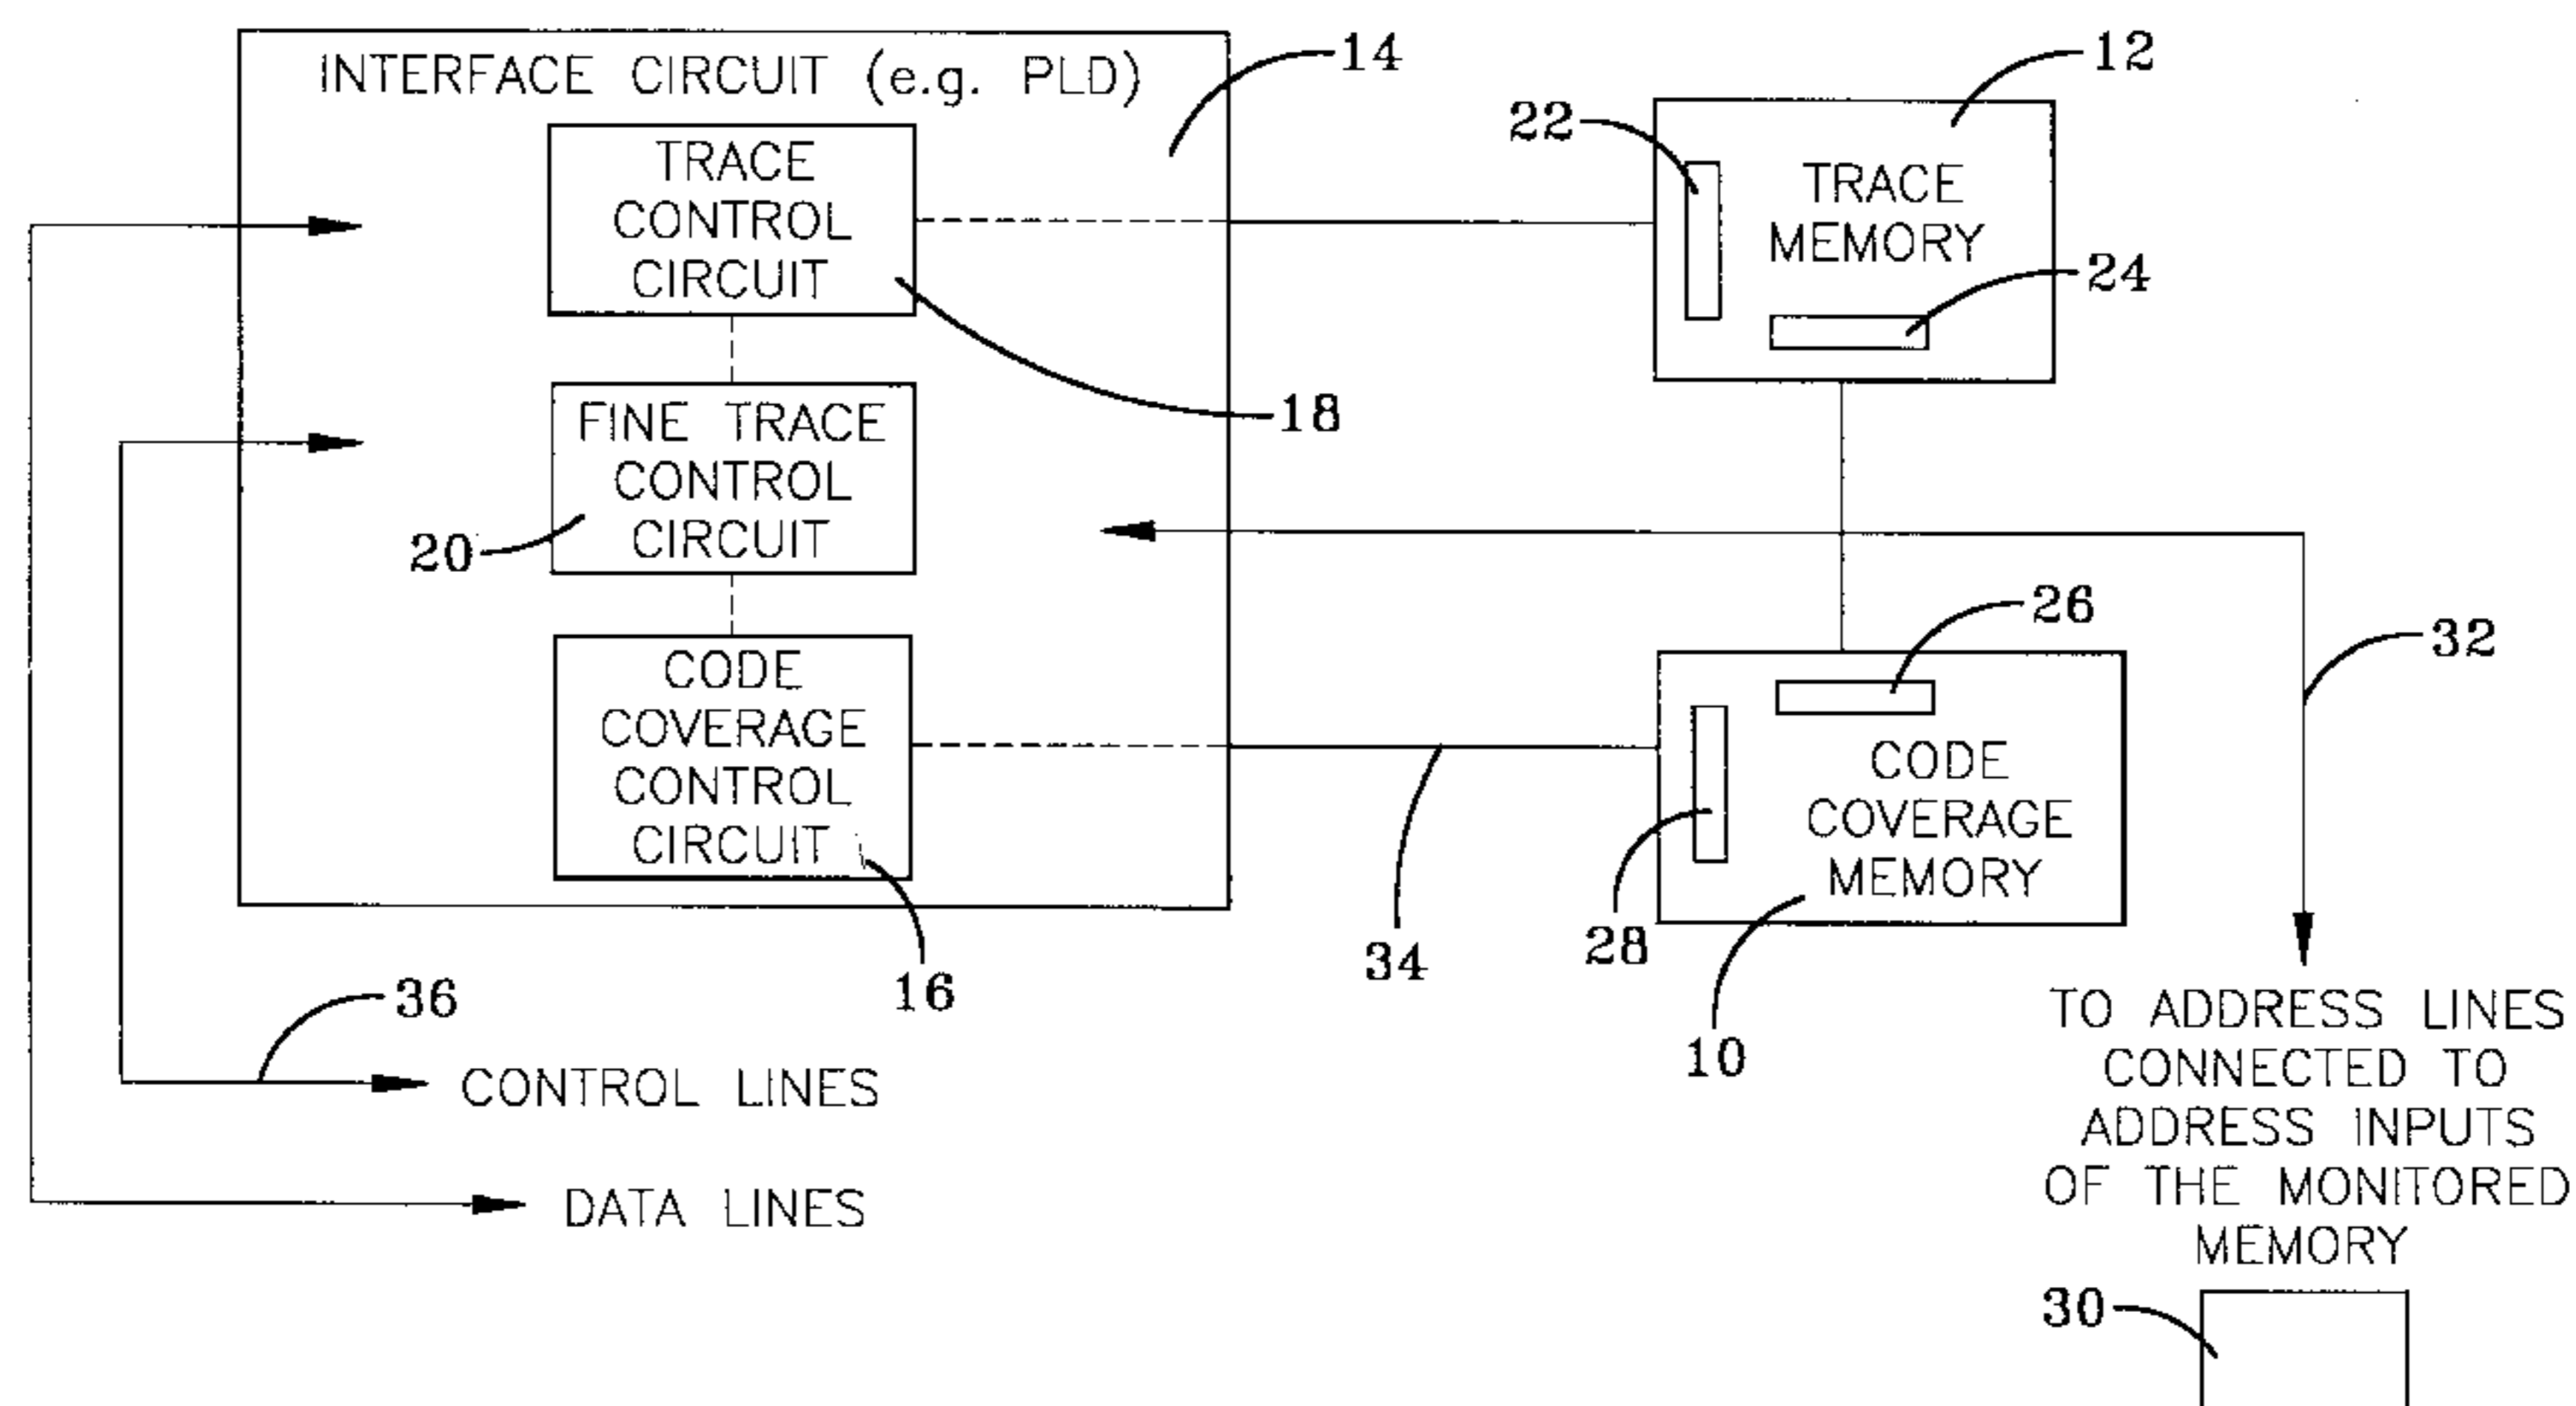 INTERFACE CIRCUIT (e.g. PLD)
14
12
22
TRACE
CONTROL
CIRCUIT
TRACE
MEMORY
24
18
FINE TRACE
CONTROL
CIRCUIT
20
26
32
CODE
COVERAGE
CONTROL
CIRCUIT
CODE
COVERAGE
MEMORY
28
34
16
10
36
CONTROL LINES
DATA LINES
TO ADDRESS LINES
CONNECTED TO
ADDRESS INPUTS
OF THE MONITORED
MEMORY
30